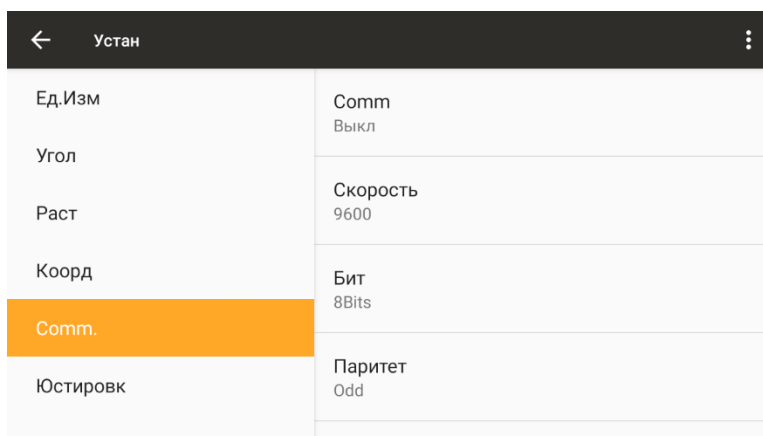 Устан
Ед.Изм
Угол
Раст
Коорд
Comm.
Юстировк
Comm
Выкл
Скорость
9600
Бит
8Bits
Паритет
Odd